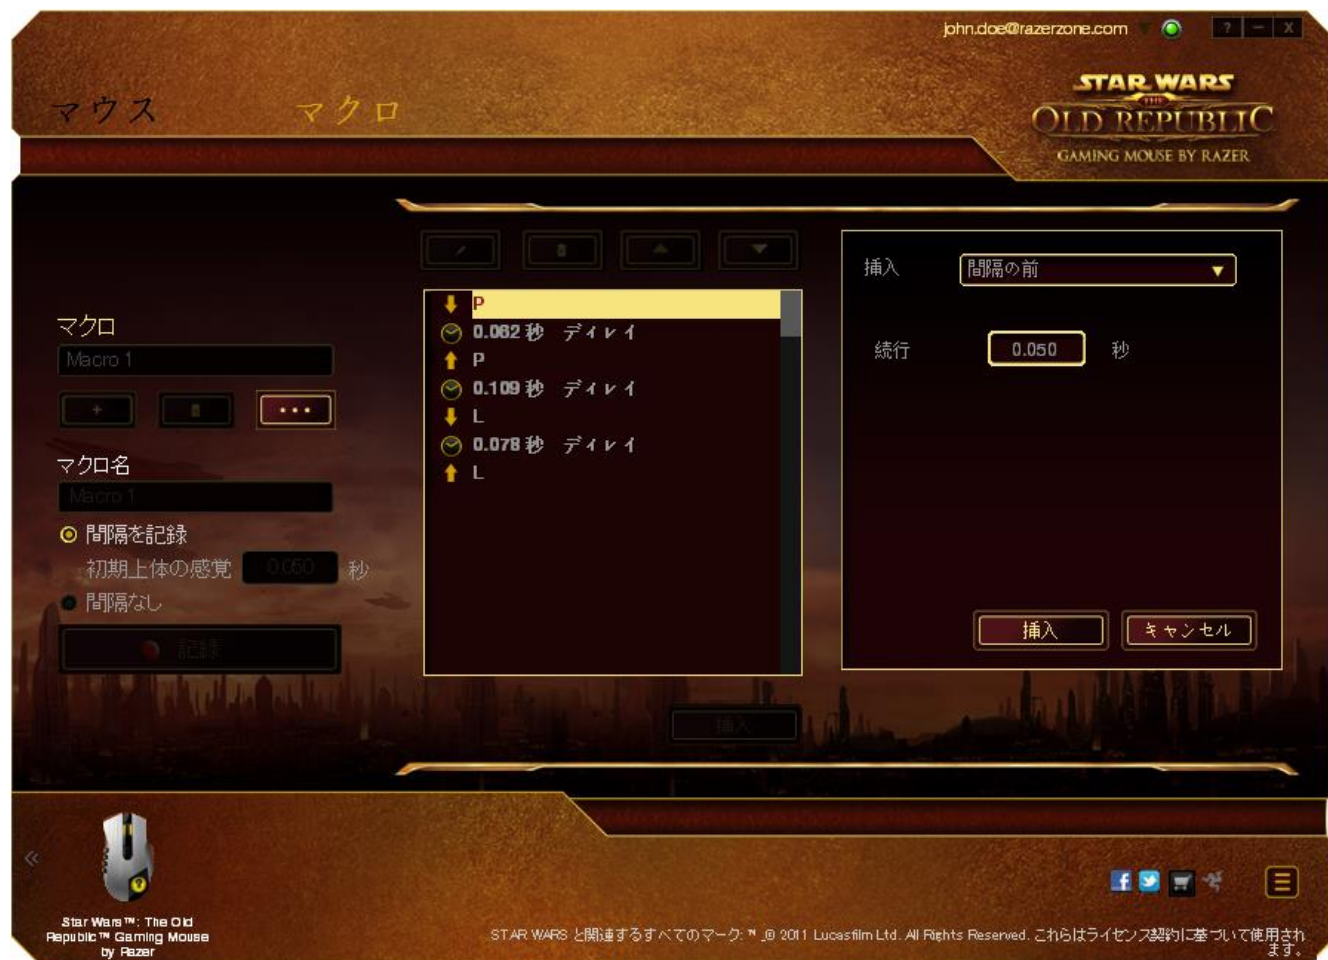 john.doe@razerzone.com
? – X
マウス
マクロ
STAR WARS
THE
OLD REPUBLIC
GAMING MOUSE BY RAZER
マクロ
Macro 1
+
•••
マクロ名
Macro 1
間隔を記録
初期上体の感覚 0.050 秒
間隔なし
記録
P
0.062 秒 ディレイ
P
0.109 秒 ディレイ
L
0.078 秒 ディレイ
L
挿入
挿入 間隔の前
続行 0.050 秒
挿入 キャンセル
«
Star Wars™: The Old
Republic™ Gaming Mouse
by Razer
STAR WARS と関連するすべてのマーク: ™ & © 2011 Lucasfilm Ltd. All Rights Reserved. これらはライセンス契約に基づいて使用され
ます。